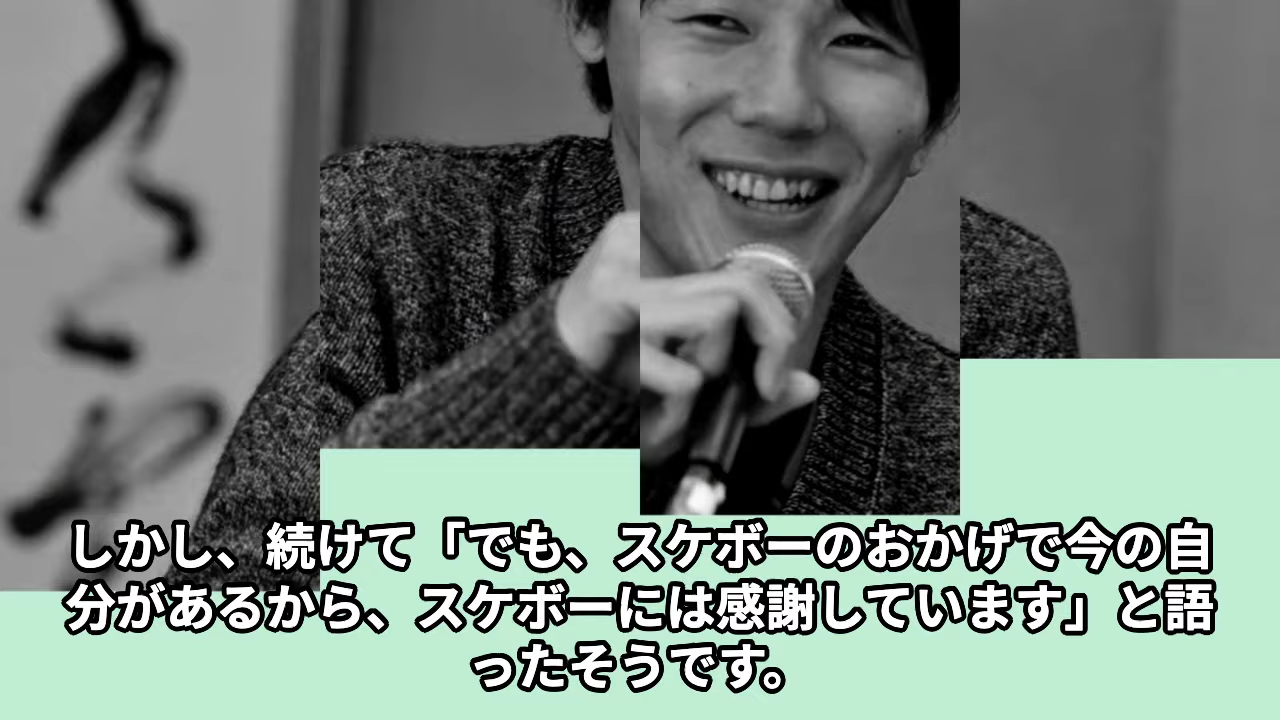 しかし、続けて「でも、スケボーのおかげで今の自
分があるから、スケボーには感謝しています」と語
ったそうです。